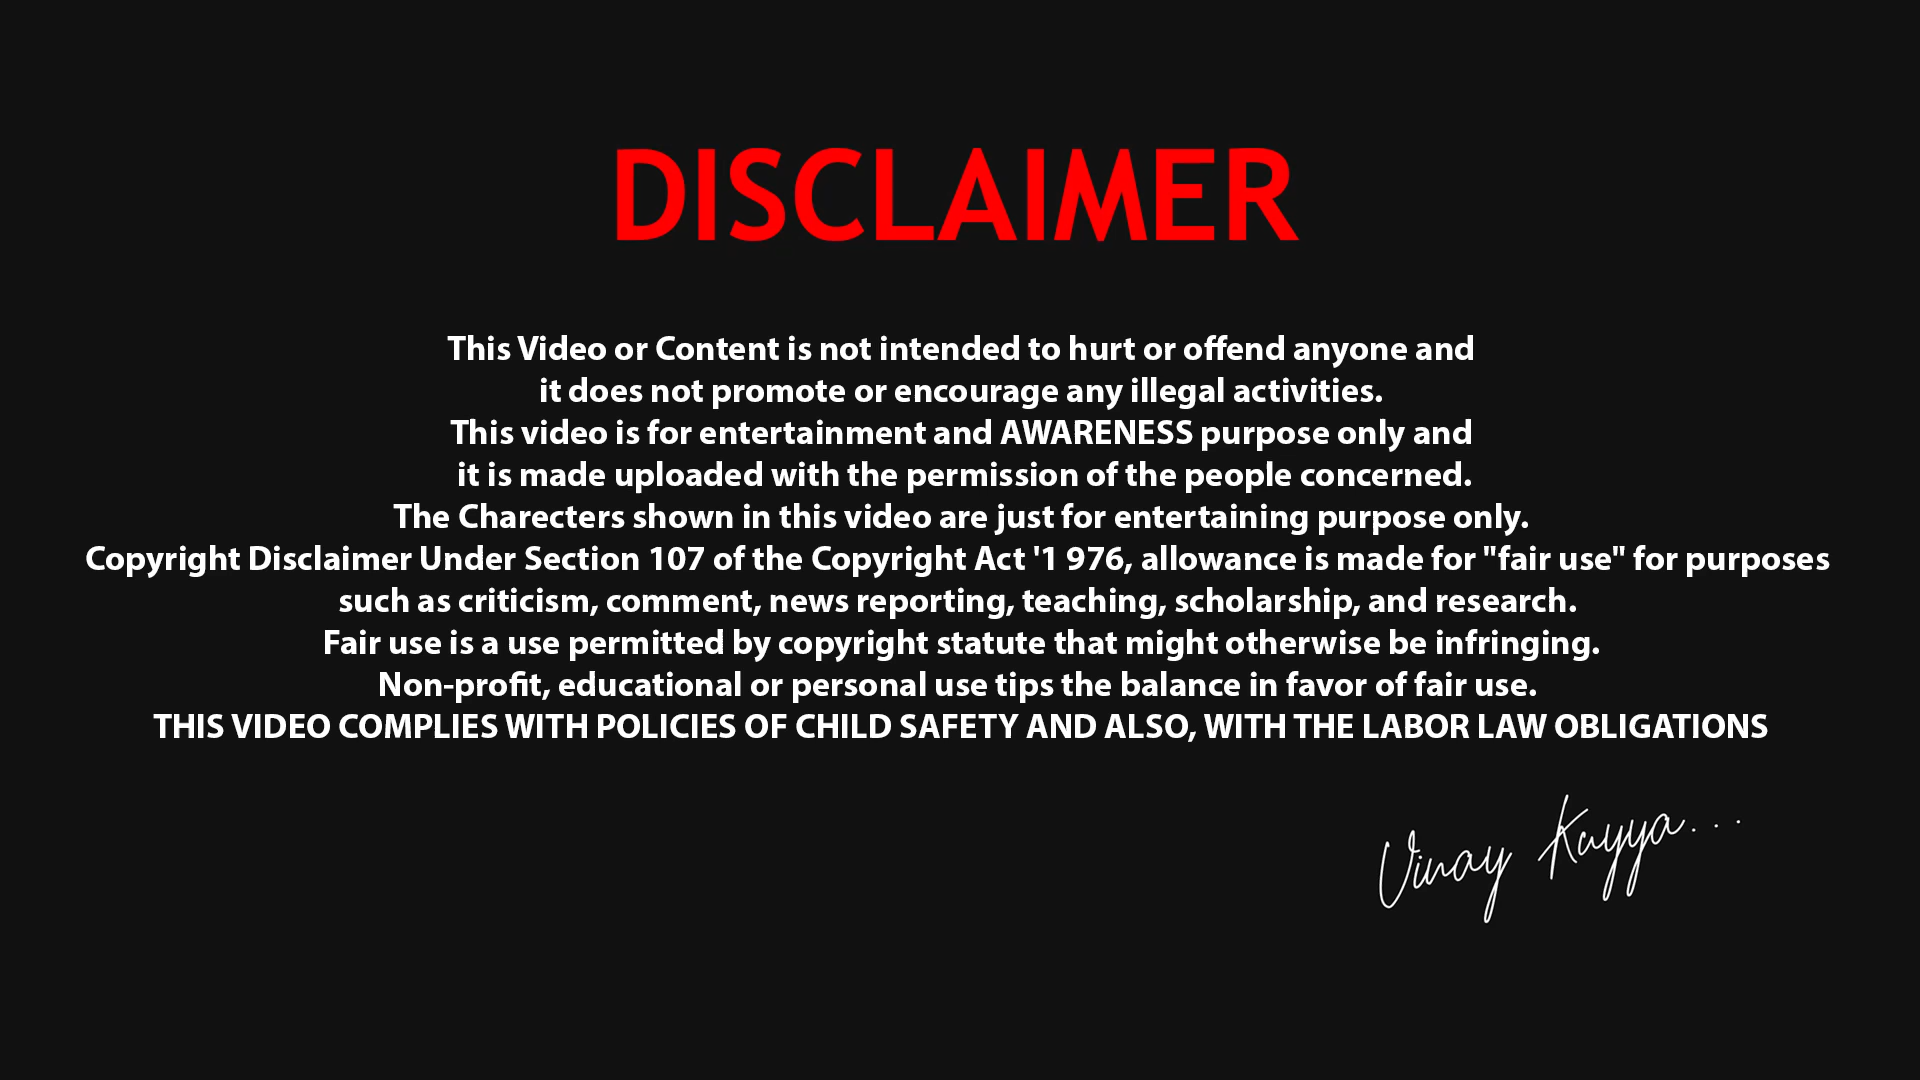 DISCLAIMER
This Video or Content is not intended to hurt or offend anyone and
it does not promote or encourage any illegal activities.
This video is for entertainment and AWARENESS purpose only and
it is made uploaded with the permission of the people concerned.
The Charecters shown in this video are just for entertaining purpose only.
Copyright Disclaimer Under Section 107 of the Copyright Act '1 976, allowance is made for "fair use" for purposes
such as criticism, comment, news reporting, teaching, scholarship, and research.
Fair use is a use permitted by copyright statute that might otherwise be infringing.
Non-profit, educational or personal use tips the balance in favor of fair use.
THIS VIDEO COMPLIES WITH POLICIES OF CHILD SAFETY AND ALSO, WITH THE LABOR LAW OBLIGATIONS
Vinay Kuyya...